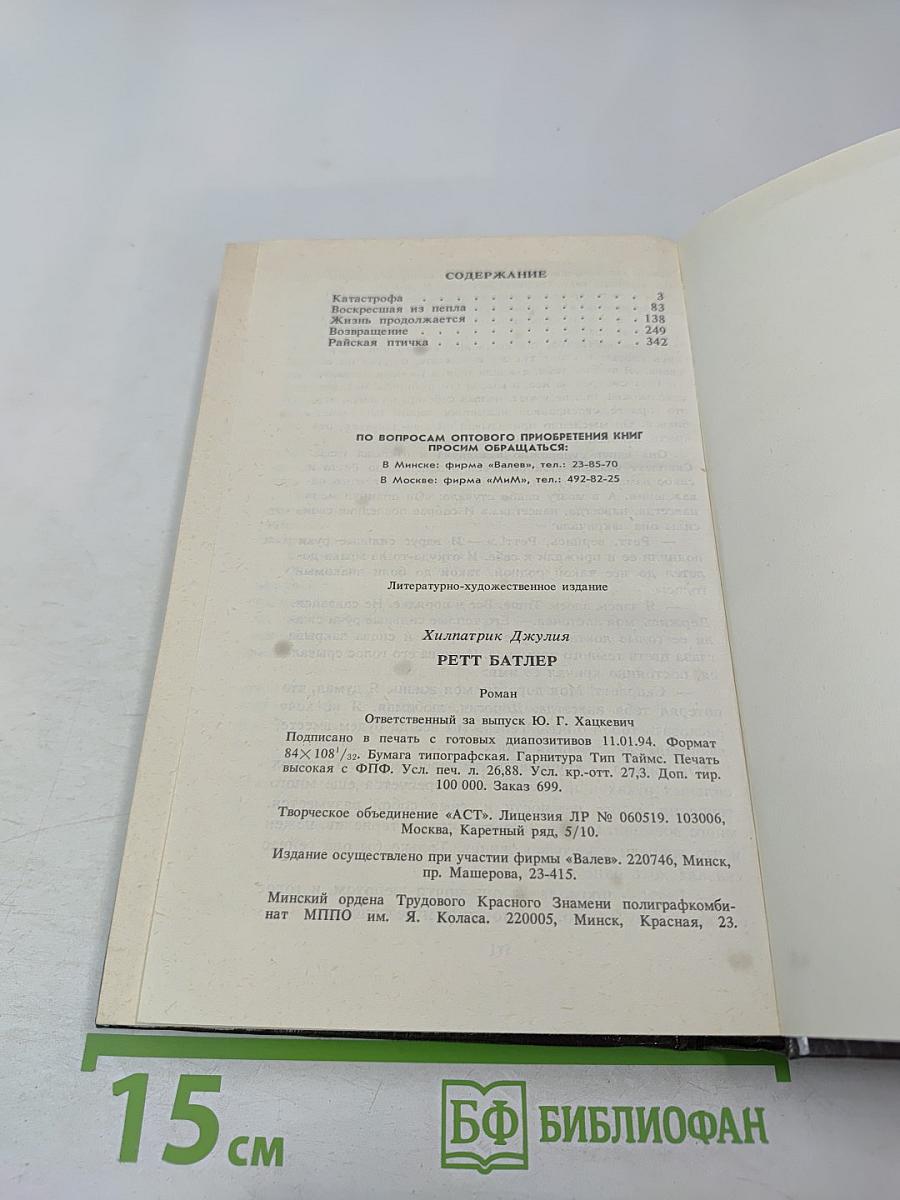 СОДЕРЖАНИЕ
Катастрофа . . . . . . . . . . . . . 3
Воскресшая из пепла . . . . . . . . . . 83
Жизнь продолжается . . . . . . . . . . 138
Возвращение . . . . . . . . . . . . 249
Райская птичка . . . . . . . . . . . . 342
ПО ВОПРОСАМ ОПТОВОГО ПРИОБРЕТЕНИЯ КНИГ
ПРОСИМ ОБРАЩАТЬСЯ:
В Минске: фирма «Валев», тел.: 23-85-70
В Москве: фирма «МиМ», тел.: 492-82-25
Литературно-художественное издание
Хилпатрик Джулия
РЕТТ БАТЛЕР
Роман
Ответственный за выпуск Ю. Г. Хацкевич
Подписано в печать с готовых диапозитивов 11.01.94. Формат
84×108¹/₃₂. Бумага типографская. Гарнитура Тип Таймс. Печать
высокая с ФПФ. Усл. печ. л. 26,88. Усл. кр.-отт. 27,3. Доп. тир.
100 000. Заказ 699.
Творческое объединение «АСТ». Лицензия ЛР № 060519. 103006,
Москва, Каретный ряд, 5/10.
Издание осуществлено при участии фирмы «Валев». 220746, Минск,
пр. Машерова, 23-415.
Минский ордена Трудового Красного Знамени полиграфкомби-
нат МППО им. Я. Коласа. 220005, Минск, Красная, 23.
15 см
БФ БИБЛИОФАН